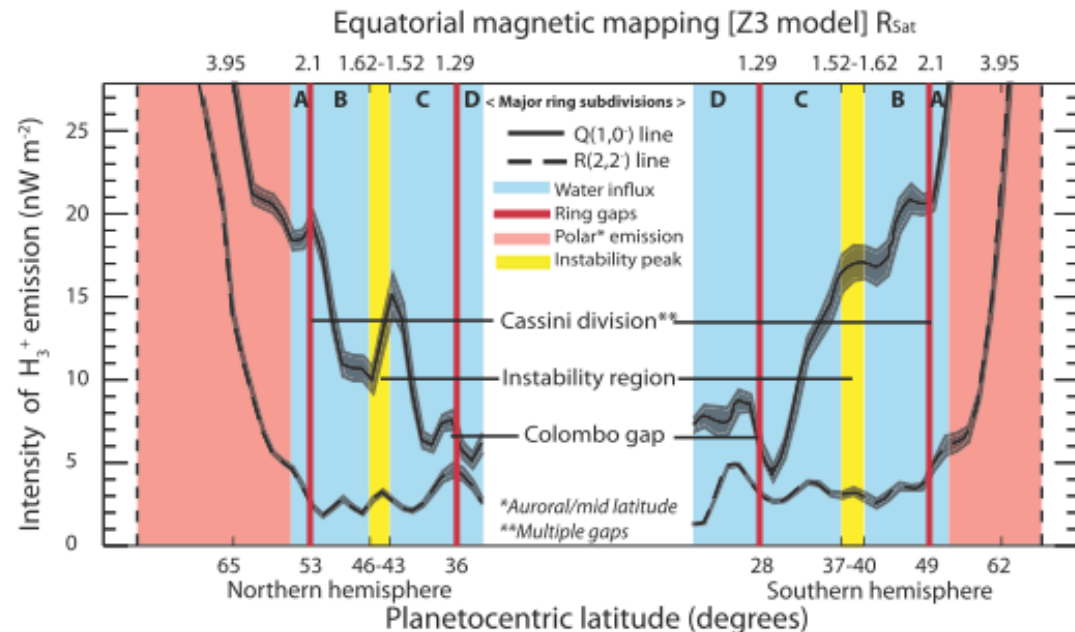 Equatorial magnetic mapping [Z3 model] RSat
3.95 2.1 1.62-1.52 1.29 1.29 1.52-1.62 2.1 3.95
A B C D < Major ring subdivisions > D C B A
Q(1,0⁻) line
R(2,2⁻) line
Water influx
Ring gaps
Polar* emission
Instability peak
Cassini division**
Instability region
Colombo gap
*Auroral/mid latitude
**Multiple gaps
Intensity of H₃⁺ emission (nW m⁻²)
25
20
15
10
5
0
65 53 46-43 36 28 37-40 49 62
Northern hemisphere Southern hemisphere
Planetocentric latitude (degrees)